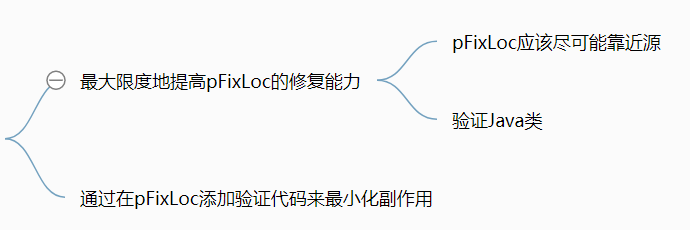 pFixLoc应该尽可能靠近源
最大限度地提高pFixLoc的修复能力
验证Java类
通过在pFixLoc添加验证代码来最小化副作用